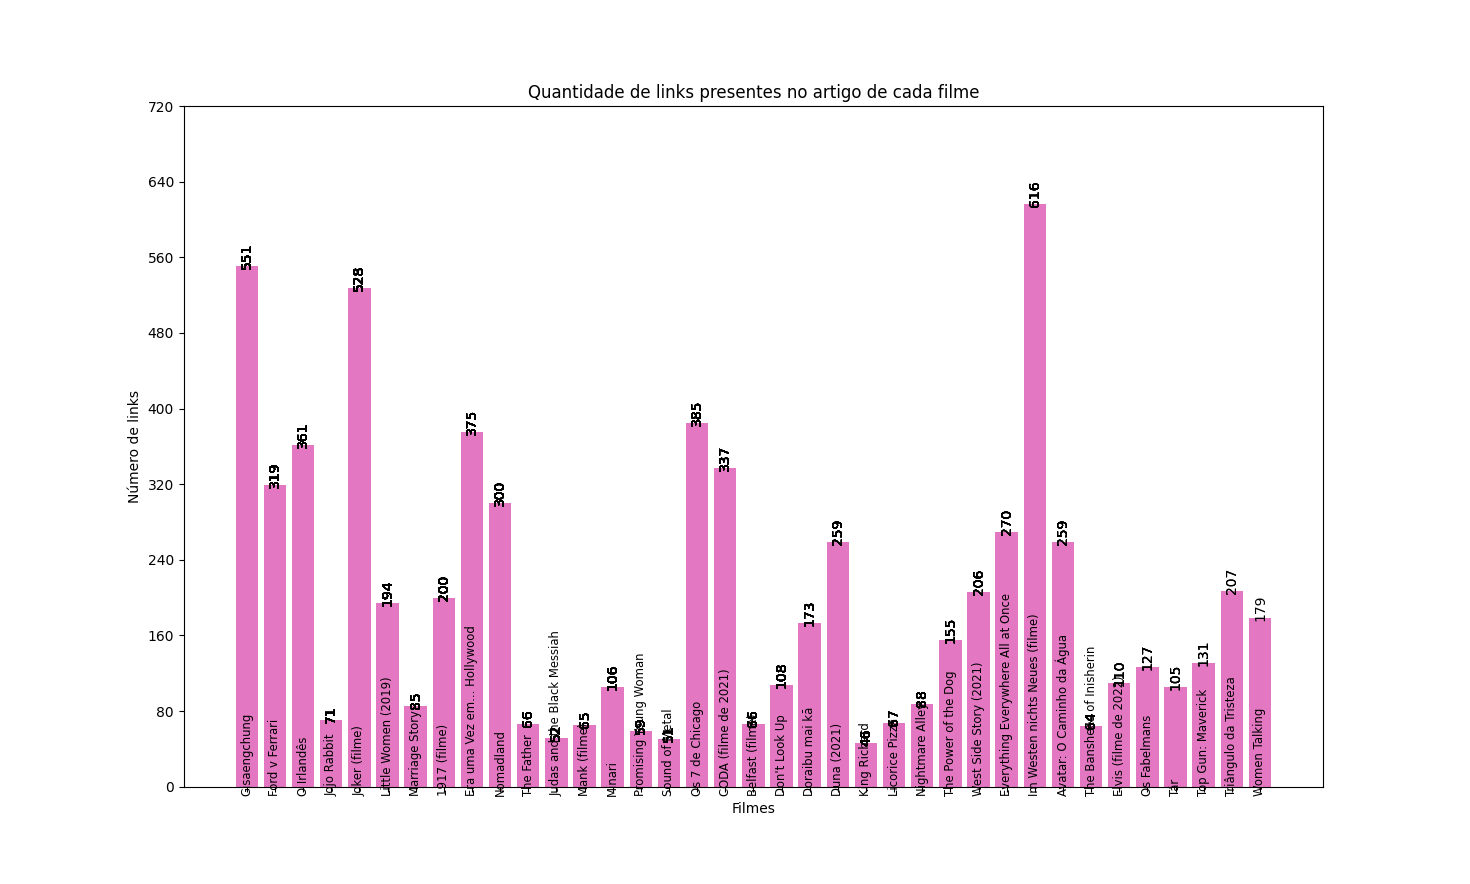 Quantidade de links presentes no artigo de cada filme
Número de links
720
640
560
480
400
320
240
160
80
0
551
319
361
71
528
194
85
200
375
300
66
52
65
106
59
51
385
337
66
108
173
259
46
67
88
155
206
270
616
259
64
110
127
105
131
207
179
Gisaengchung
Ford v Ferrari
O Irlandês
Jojo Rabbit
Joker (filme)
Little Women (2019)
Marriage Story
1917 (filme)
Era uma Vez em... Hollywood
Nomadland
The Father
Judas and the Black Messiah
Mank (filme)
Minari
Promising Young Woman
Sound of Metal
Os 7 de Chicago
CODA (filme de 2021)
Belfast (filme)
Don't Look Up
Doraibu mai kā
Duna (2021)
King Richard
Licorice Pizza
Nightmare Alley
The Power of the Dog
West Side Story (2021)
Everything Everywhere All at Once
Im Westen nichts Neues (filme)
Avatar: O Caminho da Água
The Banshees of Inisherin
Elvis (filme de 2022)
Os Fabelmans
Tár
Top Gun: Maverick
Triângulo da Tristeza
Women Talking
Filmes